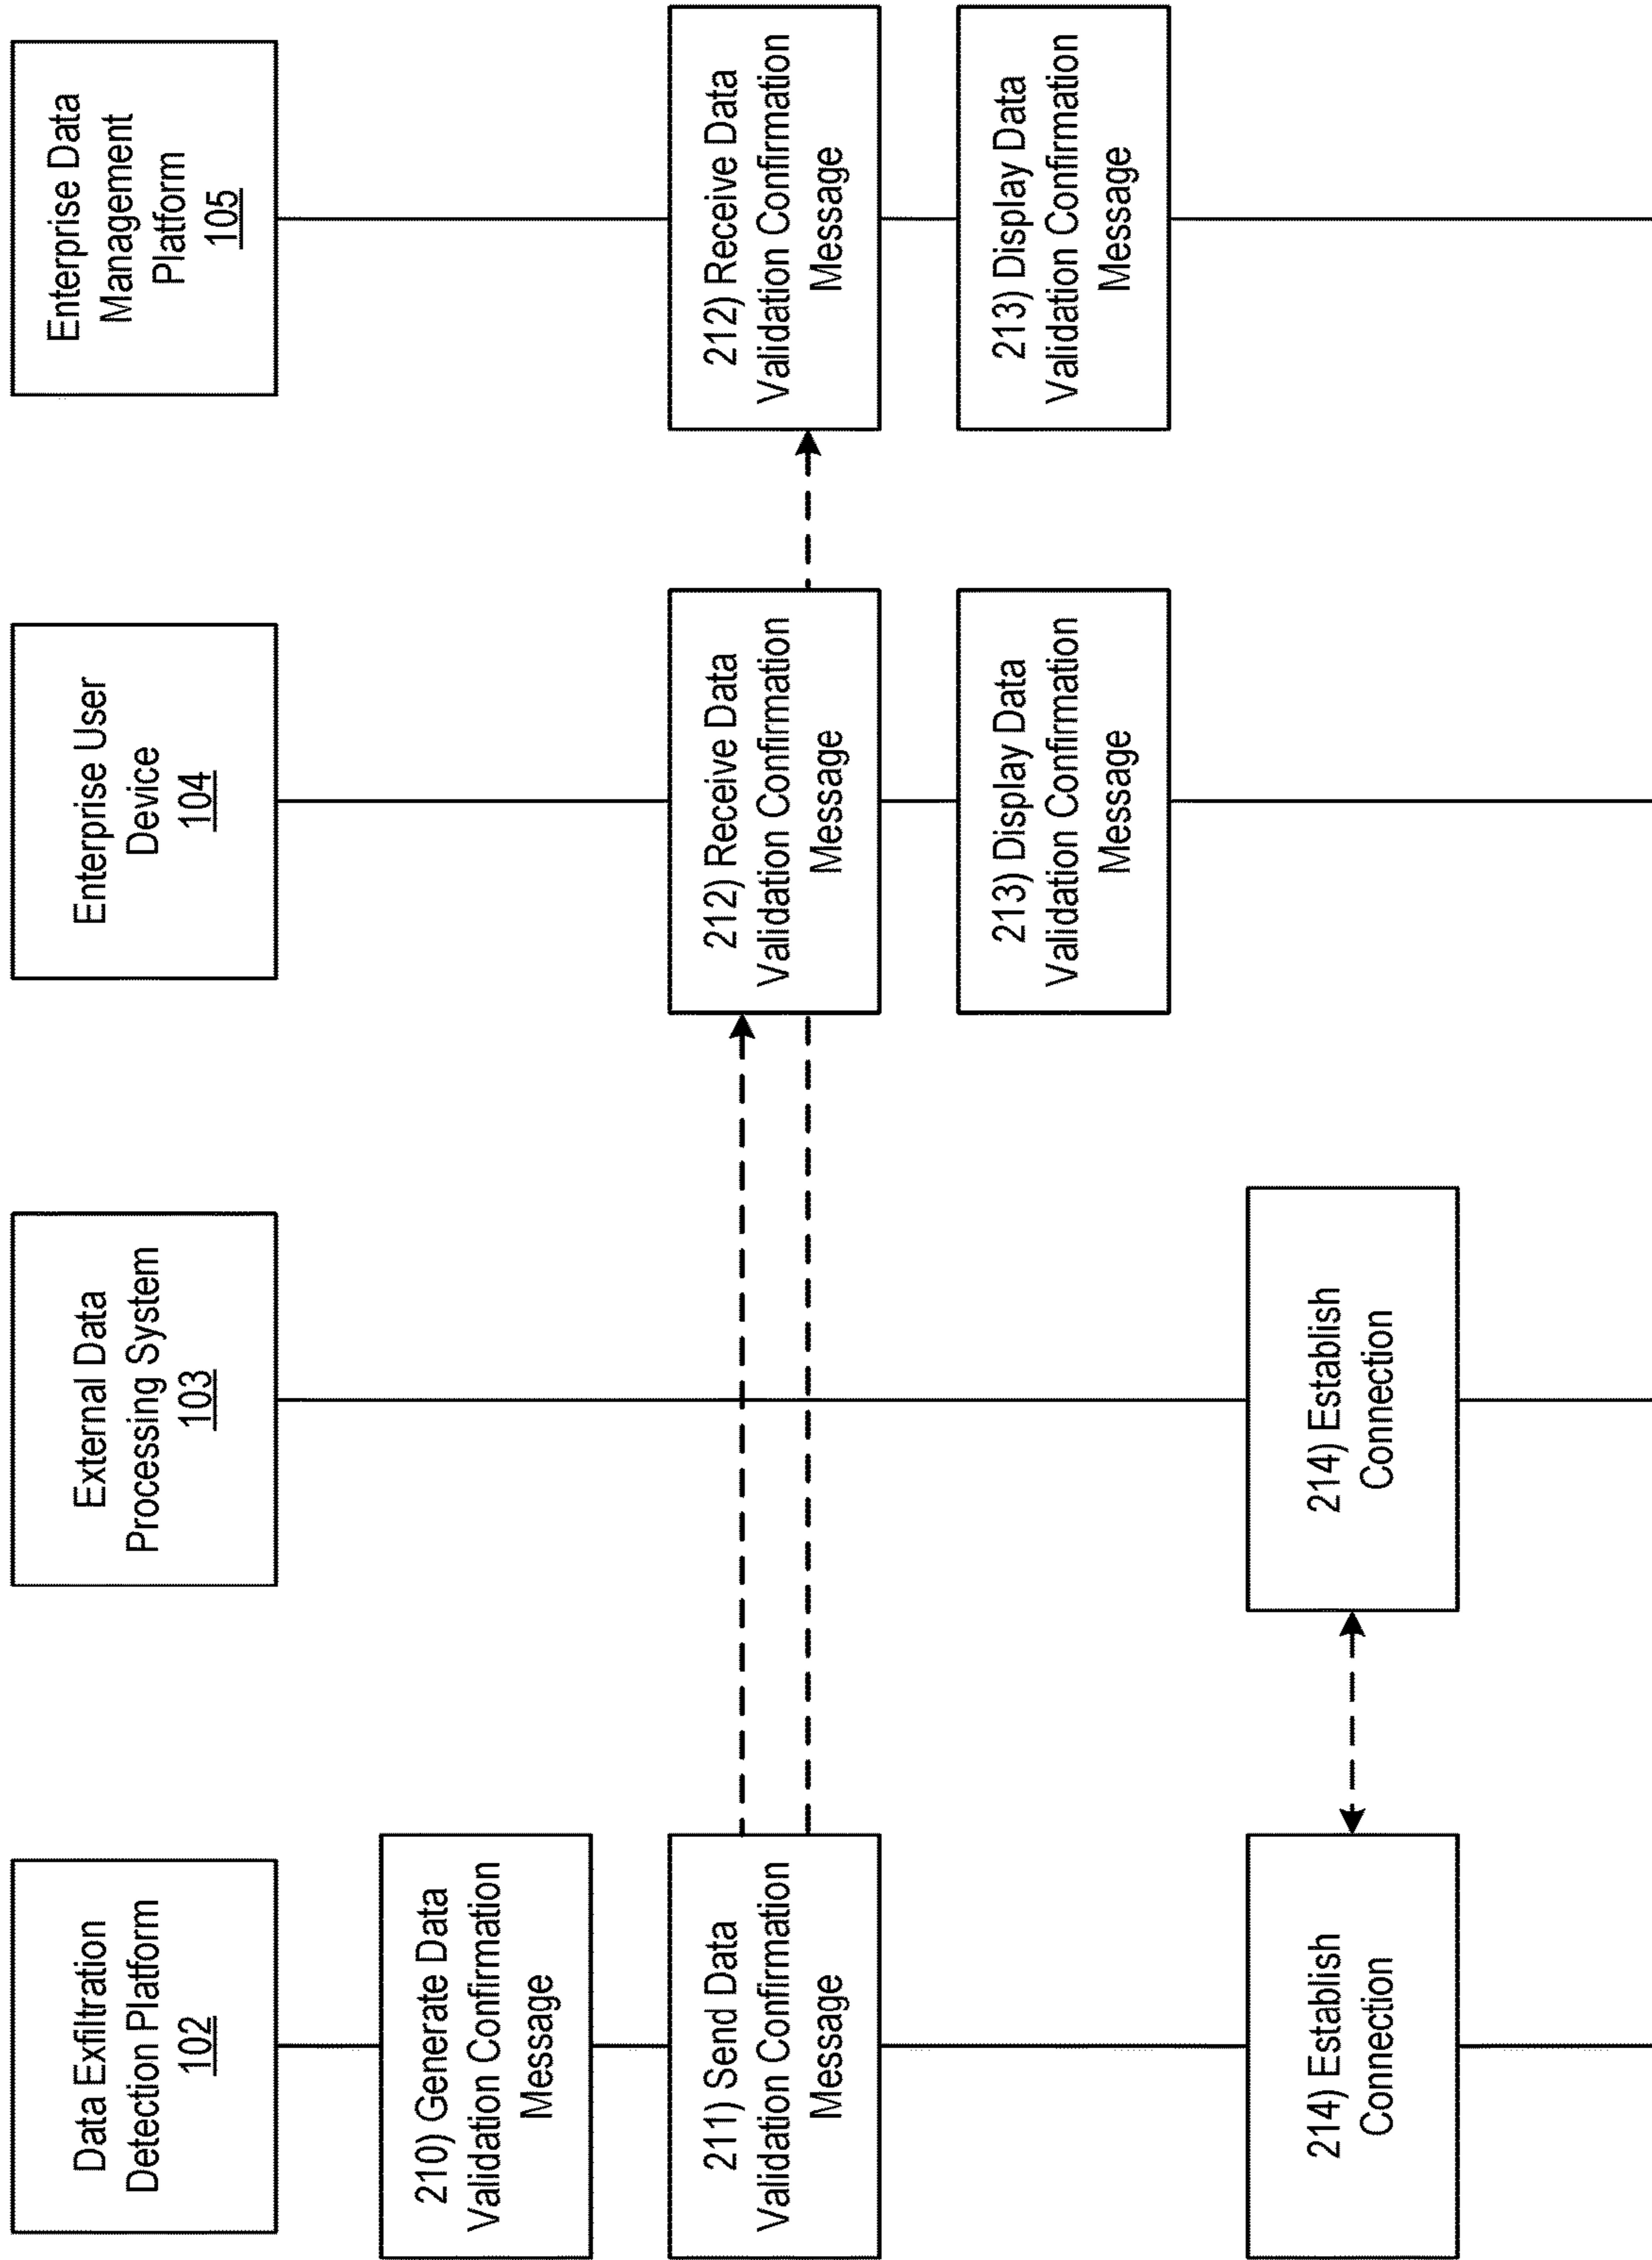 Data Exfiltration
Detection Platform
102
External Data
Processing System
103
Enterprise User
Device
104
Enterprise Data
Management
Platform
105
210) Generate Data
Validation Confirmation
Message
211) Send Data
Validation Confirmation
Message
212) Receive Data
Validation Confirmation
Message
212) Receive Data
Validation Confirmation
Message
213) Display Data
Validation Confirmation
Message
213) Display Data
Validation Confirmation
Message
214) Establish
Connection
214) Establish
Connection